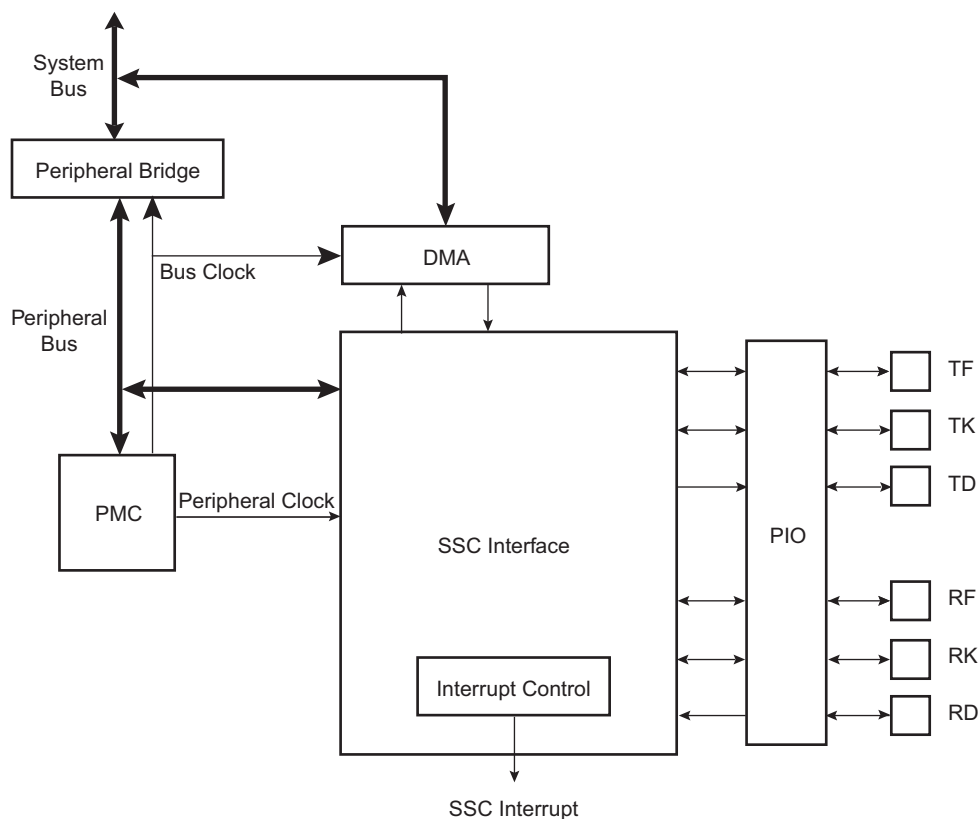 System
Bus
Peripheral Bridge
DMA
Bus Clock
Peripheral
Bus
TF
TK
TD
PMC
Peripheral Clock
SSC Interface
PIO
RF
RK
RD
Interrupt Control
SSC Interrupt